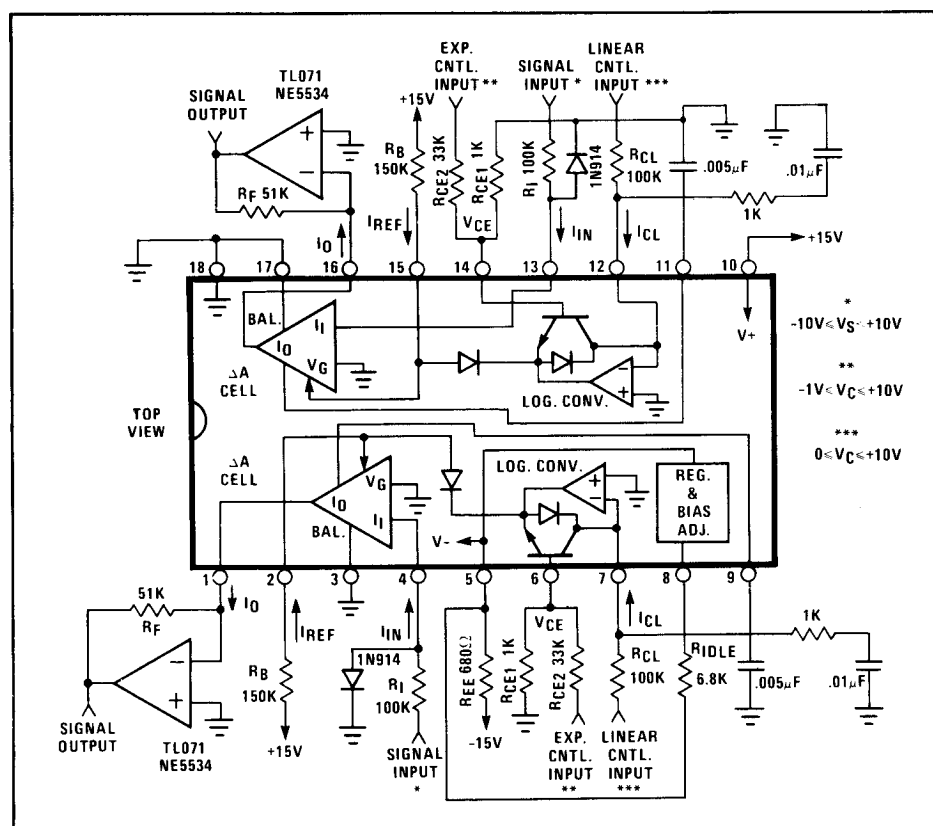 TL071
NE5534
SIGNAL
OUTPUT
EXP.
CNTL.
INPUT **
SIGNAL
INPUT *
LINEAR
CNTL.
INPUT ***
+15V
RB
150K
RCE2 33K
RCE1 1K
RI 100K
1N914
RCL
100K
.005μF
.01μF
1K
+
−
RF 51K
IO
IREF
VCE
IIN
ICL
+15V
18
17
16
15
14
13
12
11
10
BAL.
II
IO
VG
ΔA
CELL
LOG. CONV.
−
+
V+
*
-10V≤VS≤+10V
**
-1V≤VC≤+10V
***
0≤VC≤+10V
TOP
VIEW
ΔA
CELL
IO
VG
II
BAL.
LOG. CONV.
+
−
V-
REG.
&
BIAS
ADJ.
1
2
3
4
5
6
7
8
9
51K
RF
IO
IREF
IIN
VCE
ICL
1K
−
+
RB
150K
1N914
RI
100K
REE 680Ω
RCE1 1K
RCE2 33K
RCL
100K
RIDLE
6.8K
.005μF
.01μF
SIGNAL
OUTPUT
TL071
NE5534
+15V
SIGNAL
INPUT
*
-15V
EXP.
CNTL.
INPUT
**
LINEAR
CNTL.
INPUT
***